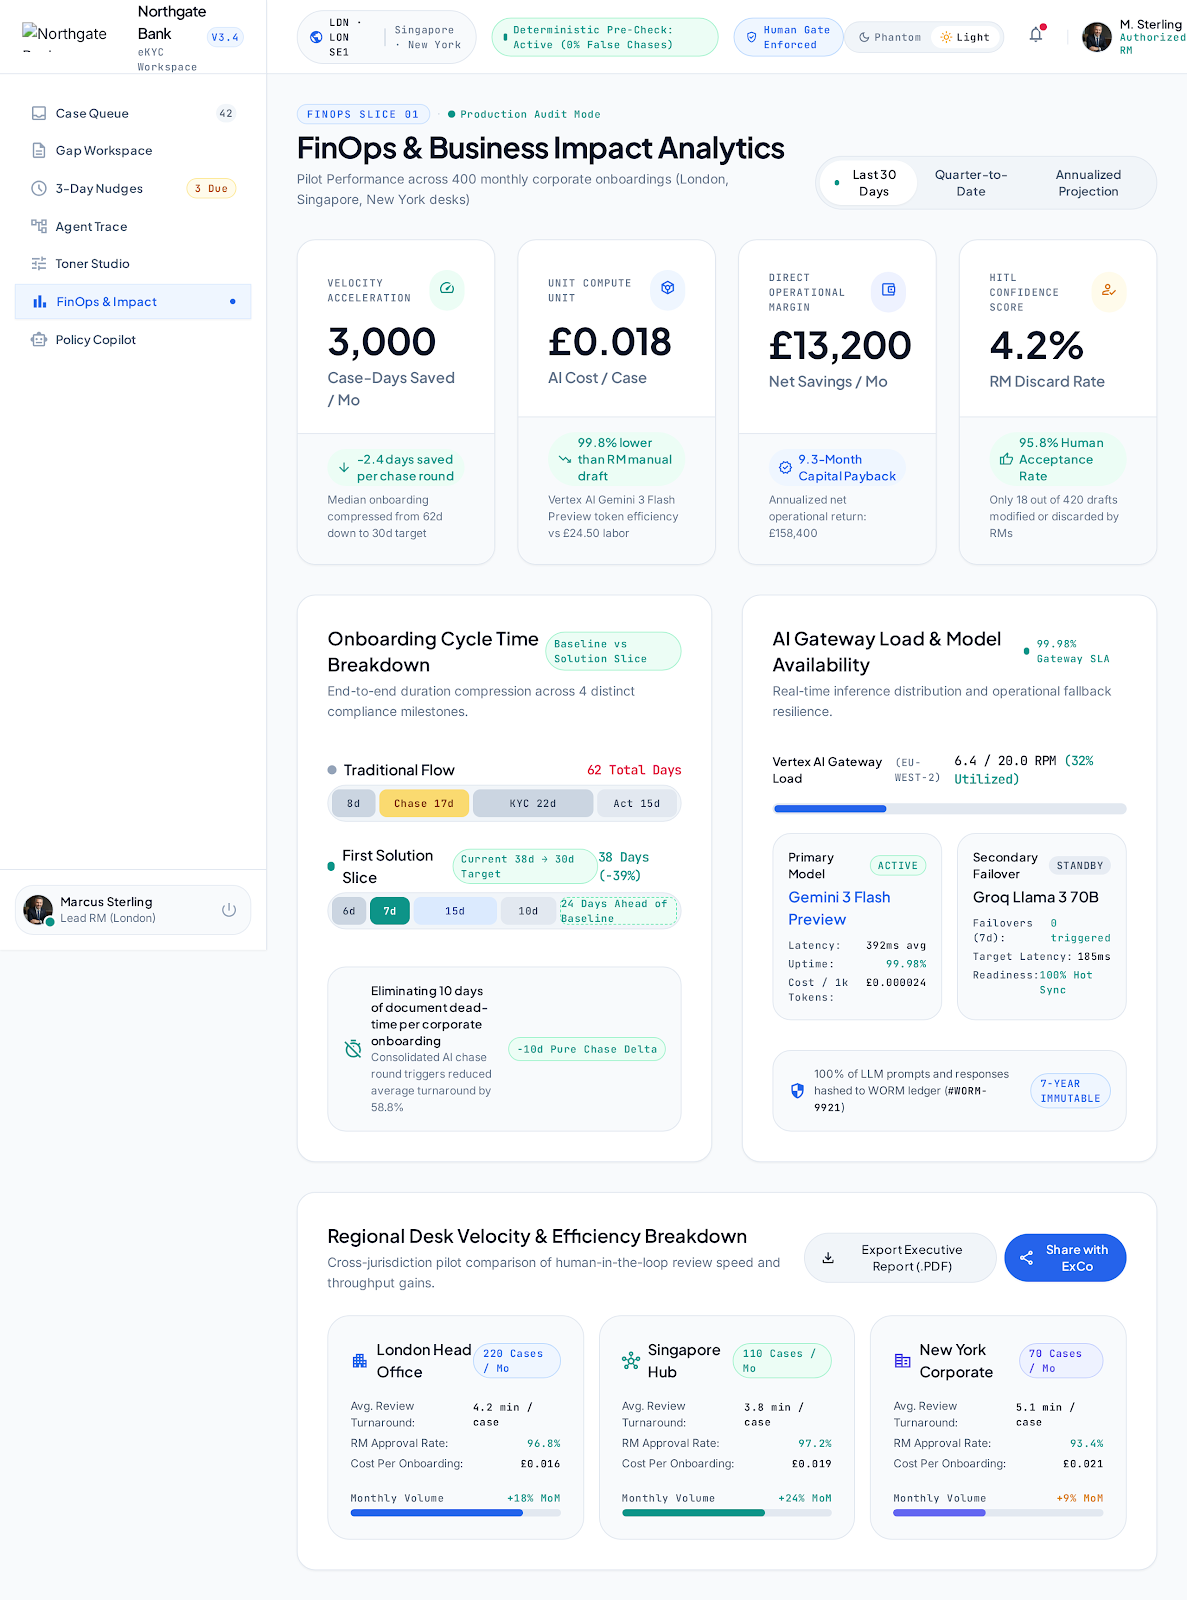 Northgate
Northgate
Bank
eKYC
Workspace
V3.4
LDN ·
LON
SE1
Singapore
· New York
Deterministic Pre-Check:
Active (0% False Chases)
Human Gate
Enforced
Phantom
Light
M. Sterling
Authorized
RM
Case Queue
42
Gap Workspace
3-Day Nudges
3 Due
Agent Trace
Toner Studio
FinOps & Impact
Policy Copilot
Marcus Sterling
Lead RM (London)
FINOPS SLICE 01
· Production Audit Mode
FinOps & Business Impact Analytics
Pilot Performance across 400 monthly corporate onboardings (London,
Singapore, New York desks)
Last 30
Days
Quarter-to-
Date
Annualized
Projection
VELOCITY
ACCELERATION
3,000
Case-Days Saved
/ Mo
-2.4 days saved
per chase round
Median onboarding
compressed from 62d
down to 30d target
UNIT COMPUTE
UNIT
£0.018
AI Cost / Case
99.8% lower
than RM manual
draft
Vertex AI Gemini 3 Flash
Preview token efficiency
vs £24.50 labor
DIRECT
OPERATIONAL
MARGIN
£13,200
Net Savings / Mo
9.3-Month
Capital Payback
Annualized net
operational return:
£158,400
HITL
CONFIDENCE
SCORE
4.2%
RM Discard Rate
95.8% Human
Acceptance
Rate
Only 18 out of 420 drafts
modified or discarded by
RMs
Onboarding Cycle Time
Breakdown
Baseline vs
Solution Slice
End-to-end duration compression across 4 distinct
compliance milestones.
Traditional Flow
62 Total Days
8d
Chase 17d
KYC 22d
Act 15d
First Solution
Slice
Current 38d → 30d
Target
38 Days
(-39%)
6d
7d
15d
10d
24 Days Ahead of
Baseline
Eliminating 10 days
of document dead-
time per corporate
onboarding
Consolidated AI chase
round triggers reduced
average turnaround by
58.8%
-10d Pure Chase Delta
AI Gateway Load & Model
Availability
99.98%
Gateway SLA
Real-time inference distribution and operational fallback
resilience.
Vertex AI Gateway
Load
(EU-
WEST-2)
6.4 / 20.0 RPM (32%
Utilized)
Primary
Model
ACTIVE
Gemini 3 Flash
Preview
Latency: 392ms avg
Uptime: 99.98%
Cost / 1k
Tokens:
£0.000024
Secondary
Failover
STANDBY
Groq Llama 3 70B
Failovers
(7d):
0
triggered
Target Latency: 185ms
Readiness: 100% Hot
Sync
100% of LLM prompts and responses
hashed to WORM ledger (#WORM-
9921)
7-YEAR
IMMUTABLE
Regional Desk Velocity & Efficiency Breakdown
Cross-jurisdiction pilot comparison of human-in-the-loop review speed and
throughput gains.
Export Executive
Report (.PDF)
Share with
ExCo
London Head
Office
220 Cases
/ Mo
Avg. Review
Turnaround:
4.2 min /
case
RM Approval Rate: 96.8%
Cost Per Onboarding: £0.016
Monthly Volume +18% MoM
Singapore
Hub
110 Cases /
Mo
Avg. Review
Turnaround:
3.8 min /
case
RM Approval Rate: 97.2%
Cost Per Onboarding: £0.019
Monthly Volume +24% MoM
New York
Corporate
70 Cases
/ Mo
Avg. Review
Turnaround:
5.1 min /
case
RM Approval Rate: 93.4%
Cost Per Onboarding: £0.021
Monthly Volume +9% MoM